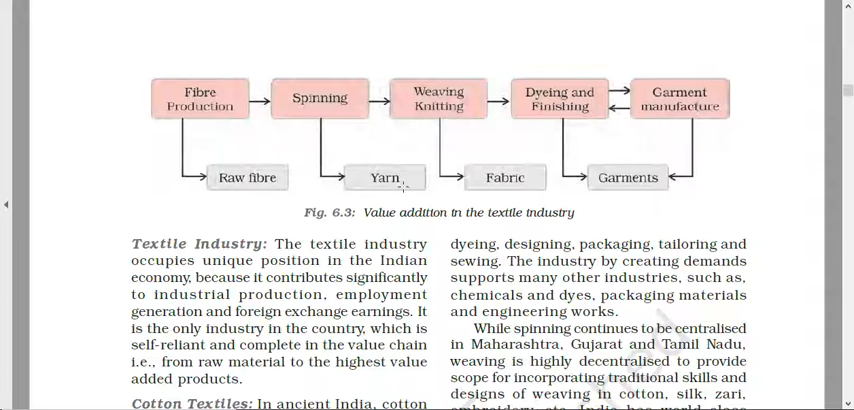 Fibre
Production
Spinning
Weaving
Knitting
Dyeing and
Finishing
Garment
manufacture
Raw fibre
Yarn
Fabric
Garments
Fig. 6.3: Value addition in the textile industry
Textile Industry: The textile industry
occupies unique position in the Indian
economy, because it contributes significantly
to industrial production, employment
generation and foreign exchange earnings. It
is the only industry in the country, which is
self-reliant and complete in the value chain
i.e., from raw material to the highest value
added products.
Cotton Textiles: In ancient India, cotton
dyeing, designing, packaging, tailoring and
sewing. The industry by creating demands
supports many other industries, such as,
chemicals and dyes, packaging materials
and engineering works.
While spinning continues to be centralised
in Maharashtra, Gujarat and Tamil Nadu,
weaving is highly decentralised to provide
scope for incorporating traditional skills and
designs of weaving in cotton, silk, zari,
embroidery, etc. India has world class